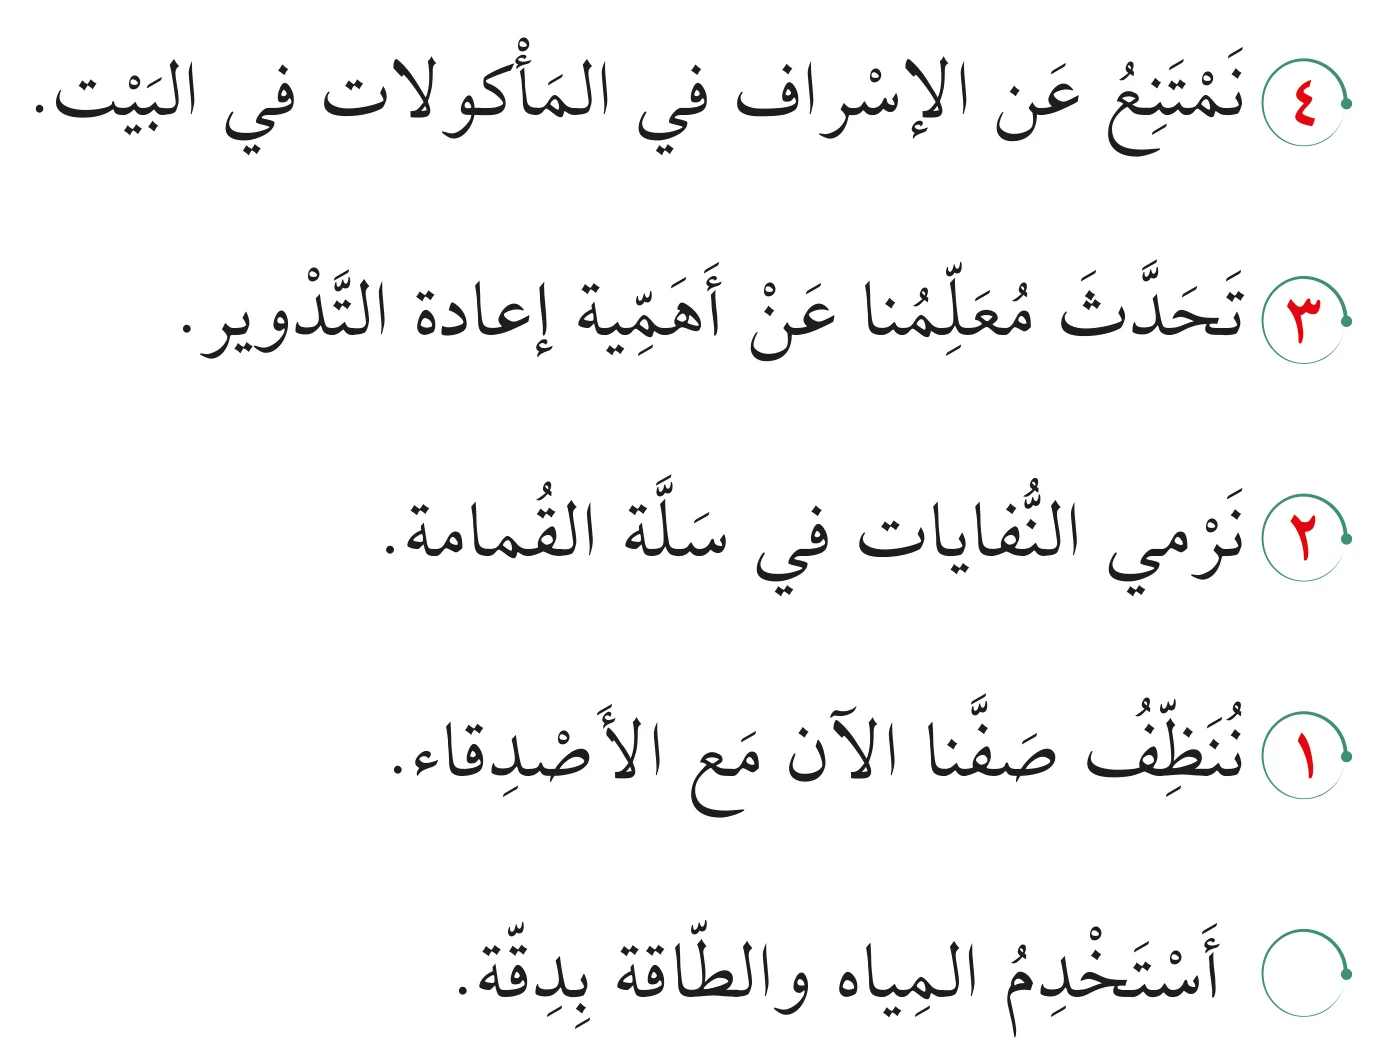 ٤ نَمْتَنِعُ عَن الإسْراف في المَأْكولات في البَيْت.
٣ تَحَدَّثَ مُعَلِّمُنا عَنْ أَهَمِّية إعادة التَّدْوير.
٢ نَرْمي النُّفايات في سَلَّة القُمامة.
١ نُنَظِّفُ صَفَّنا الآن مَع الأَصْدِقاء.
أَسْتَخْدِمُ المِياه والطّاقة بِدِقّة.